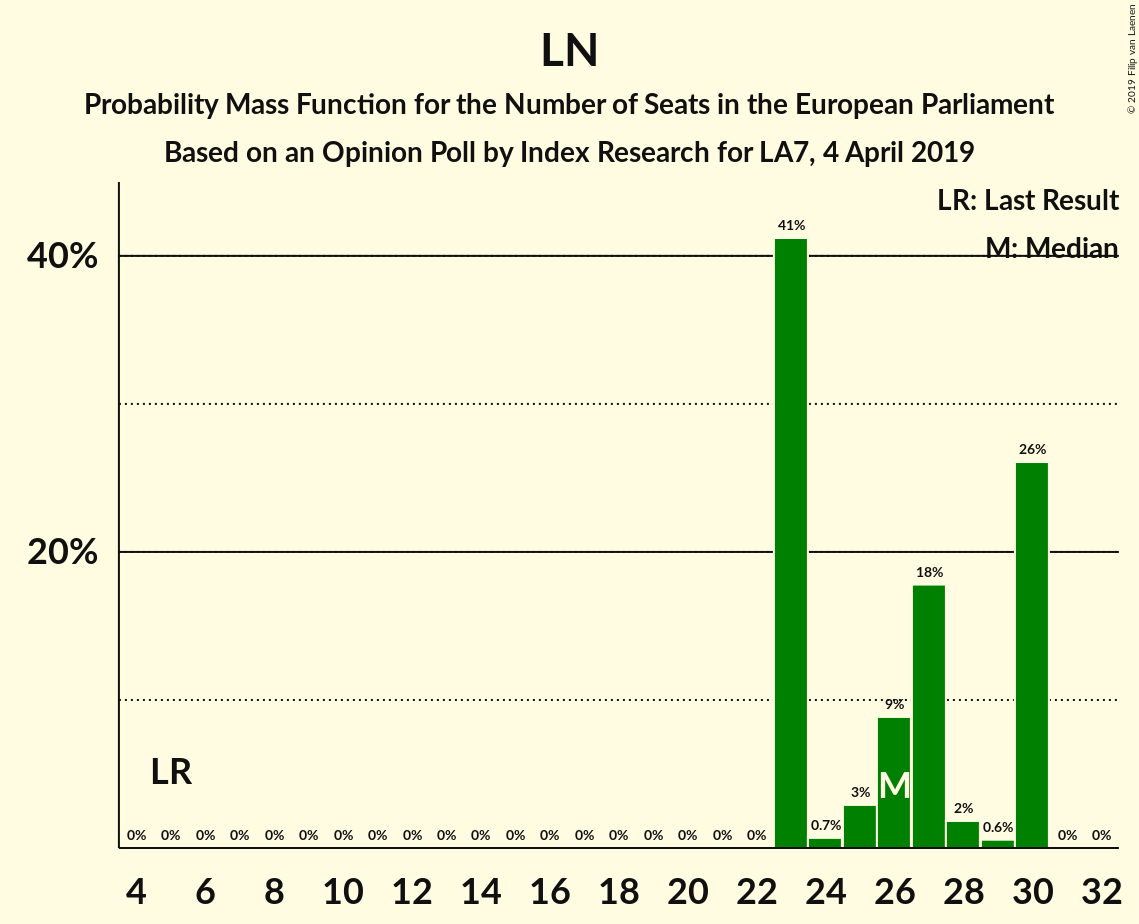 LN
Probability Mass Function for the Number of Seats in the European Parliament
Based on an Opinion Poll by Index Research for LA7, 4 April 2019
© 2019 Filip van Laenen
LR: Last Result
M: Median
40%
20%
41%
26%
18%
9%
3%
2%
0.7%
0.6%
LR
M
0% 0% 0% 0% 0% 0% 0% 0% 0% 0% 0% 0% 0% 0% 0% 0% 0% 0% 0% 0% 0%
4 6 8 10 12 14 16 18 20 22 24 26 28 30 32